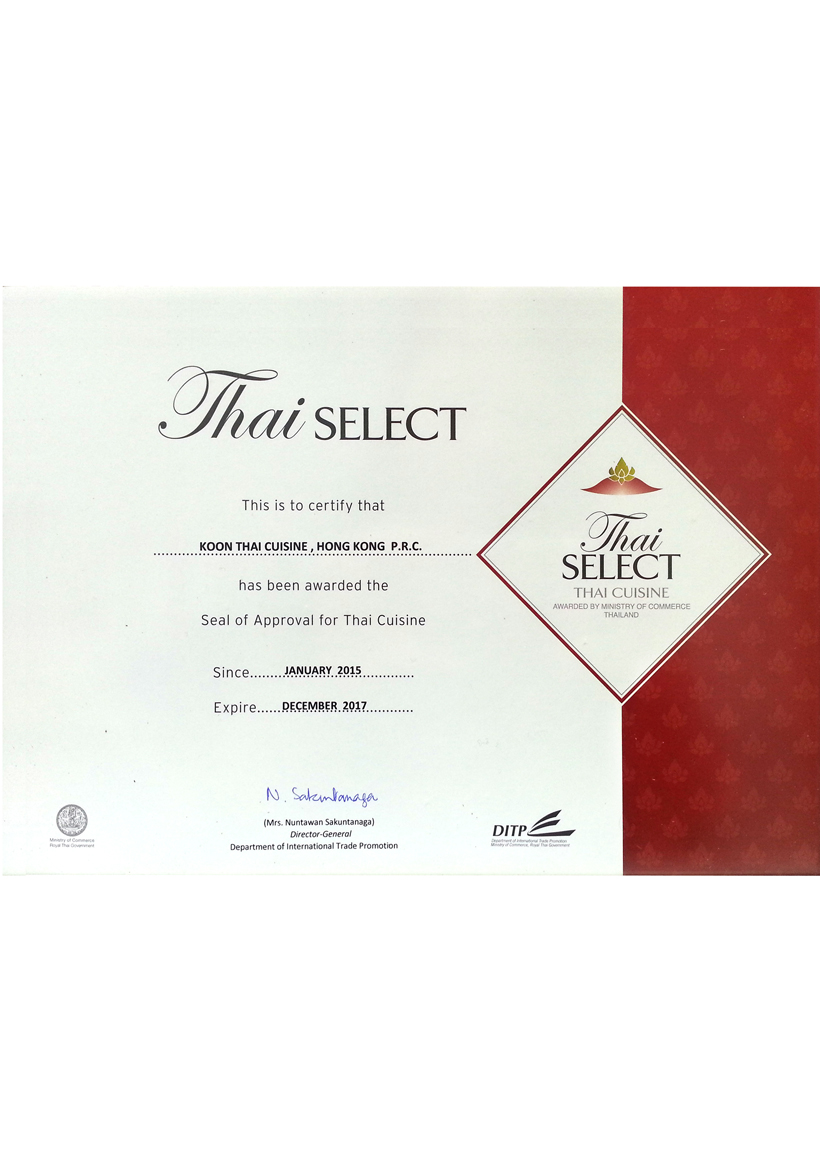 Thai SELECT
This is to certify that
KOON THAI CUISINE , HONG KONG P.R.C.
has been awarded the
Seal of Approval for Thai Cuisine
Since.........JANUARY 2015.............
Expire......DECEMBER 2017............
N. Sakuntanaga
(Mrs. Nuntawan Sakuntanaga)
Director-General
Department of International Trade Promotion
Ministry of Commerce
Royal Thai Government
DITP
Department of International Trade Promotion
Ministry of Commerce, Royal Thai Government
Thai
SELECT
THAI CUISINE
AWARDED BY MINISTRY OF COMMERCE
THAILAND